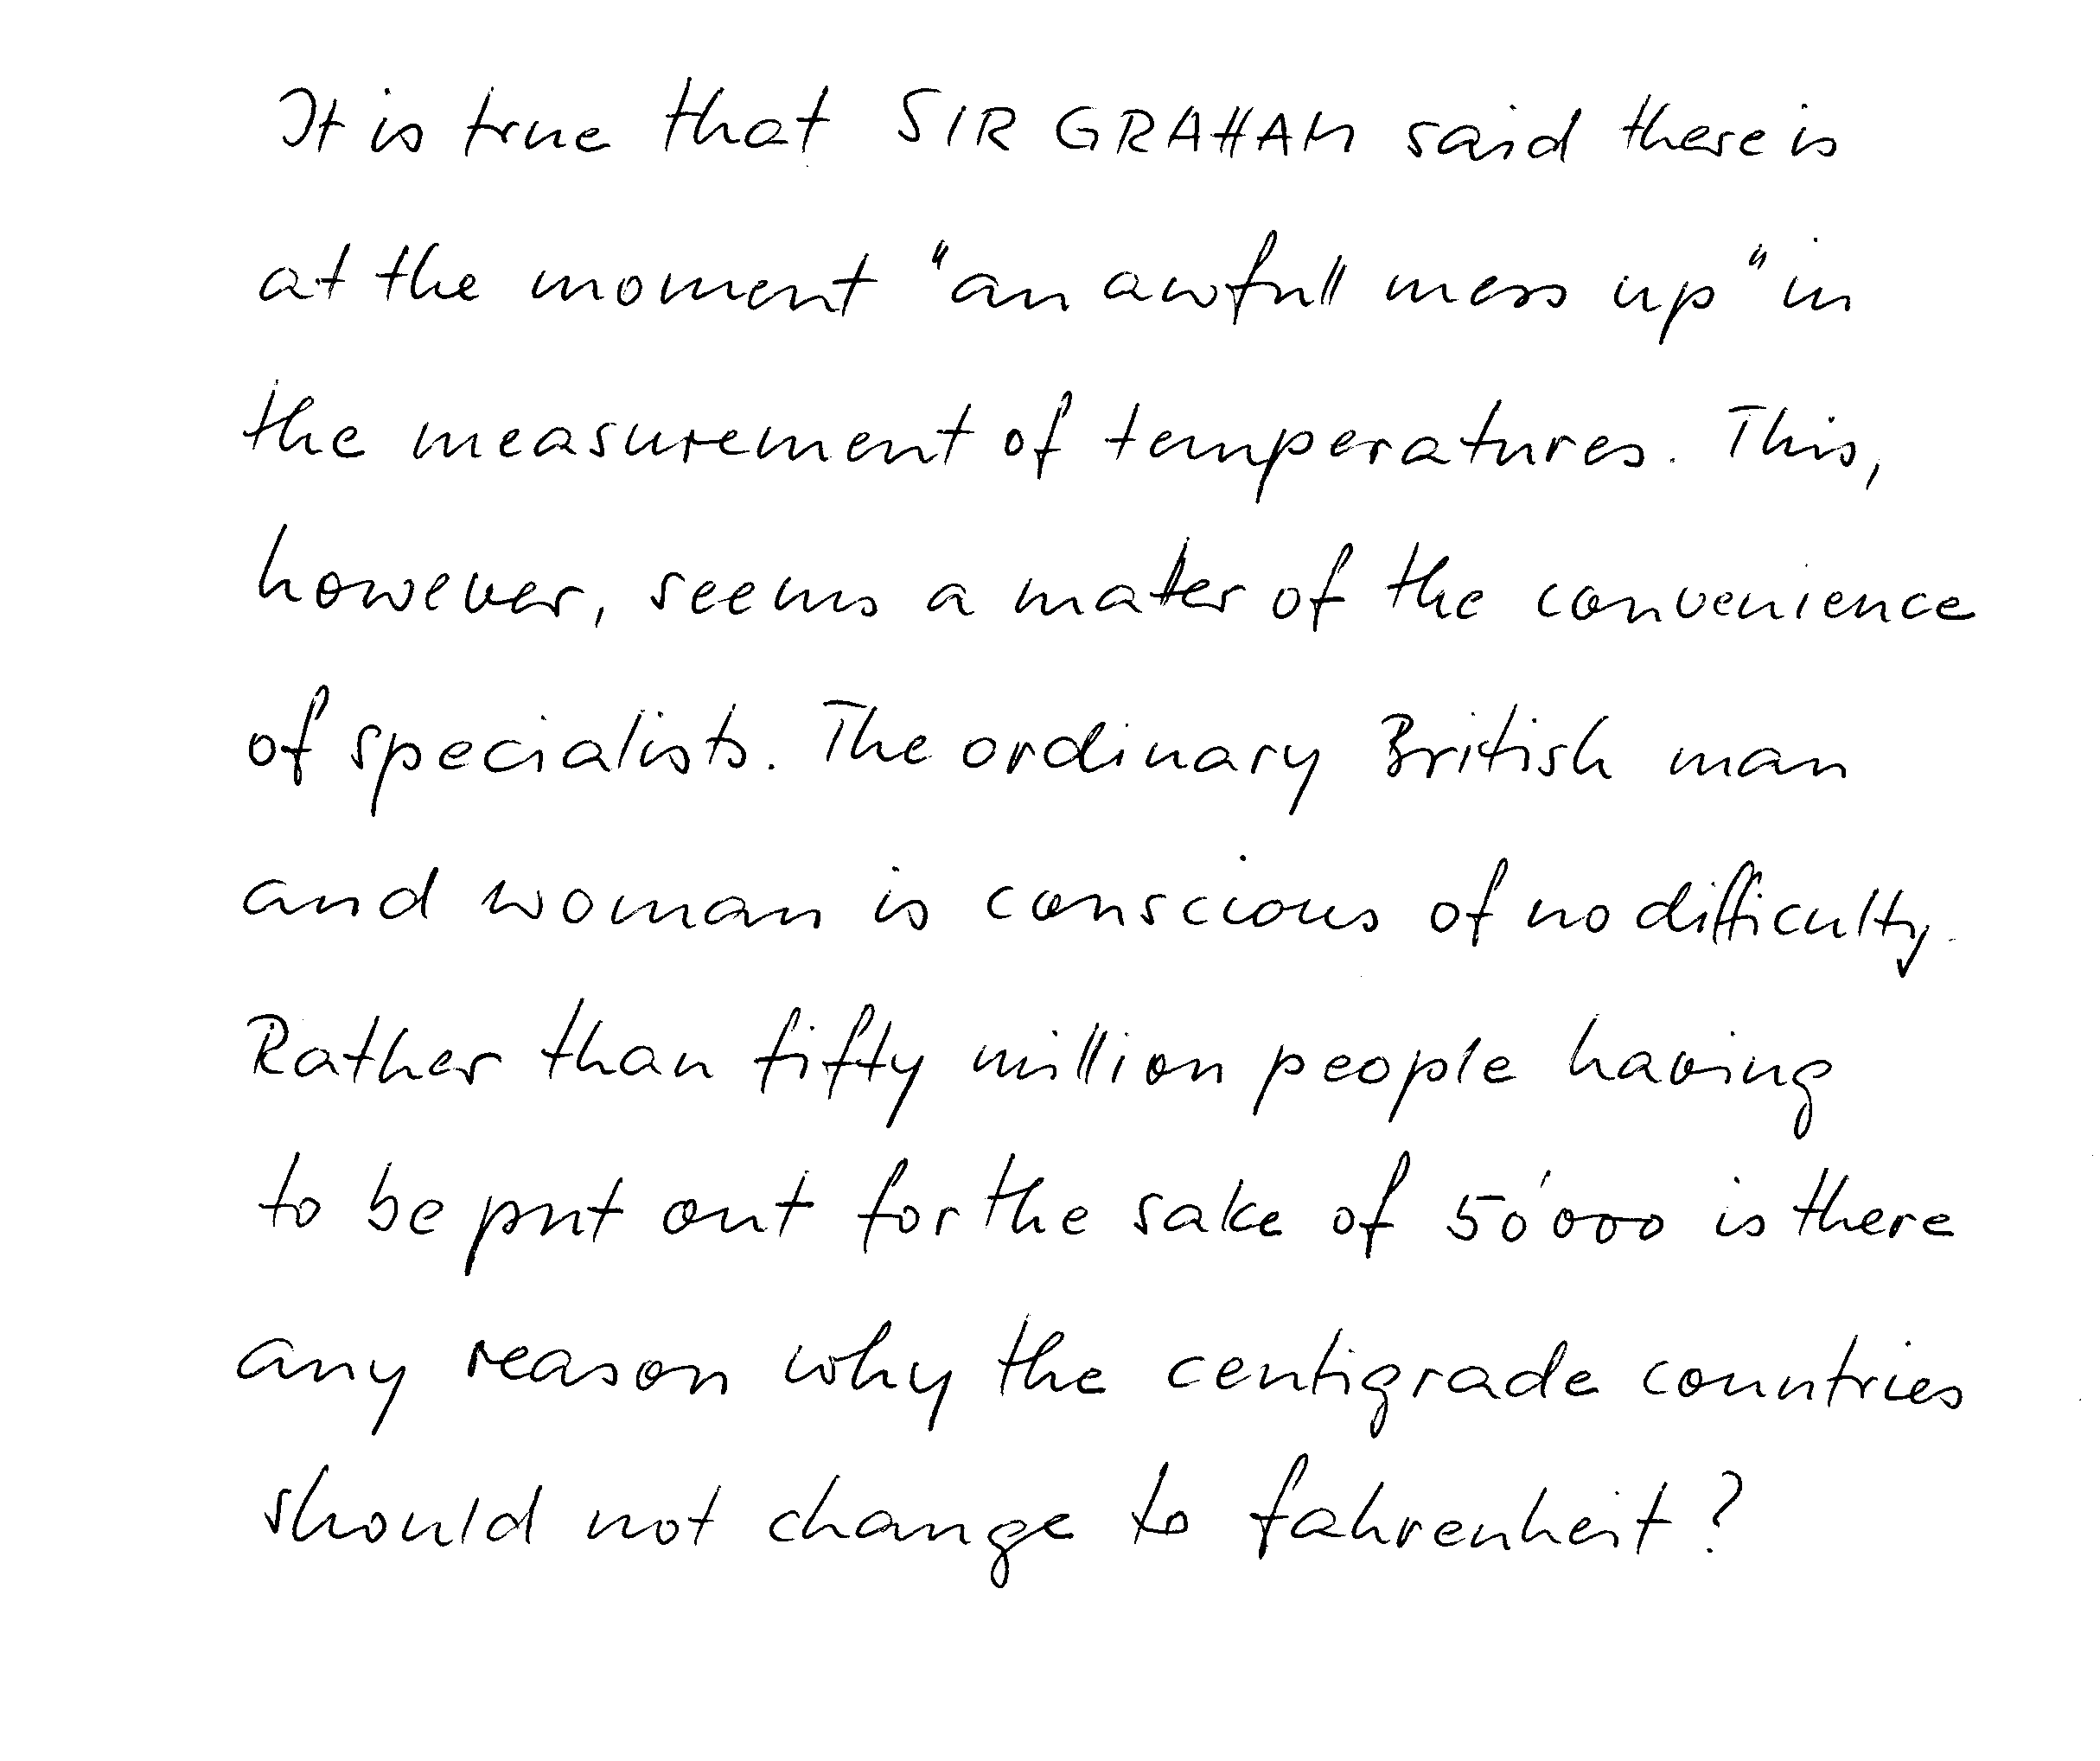 It is true that SIR GRAHAM said there is
at the moment "an awfull mess up" in
the measurement of temperatures. This,
however, seems a matter of the convenience
of specialists. The ordinary British man
and woman is conscious of no difficulty.
Rather than fifty million people having
to be put out for the sake of 50'000 is there
any reason why the centigrade countries
should not change to fahrenheit?